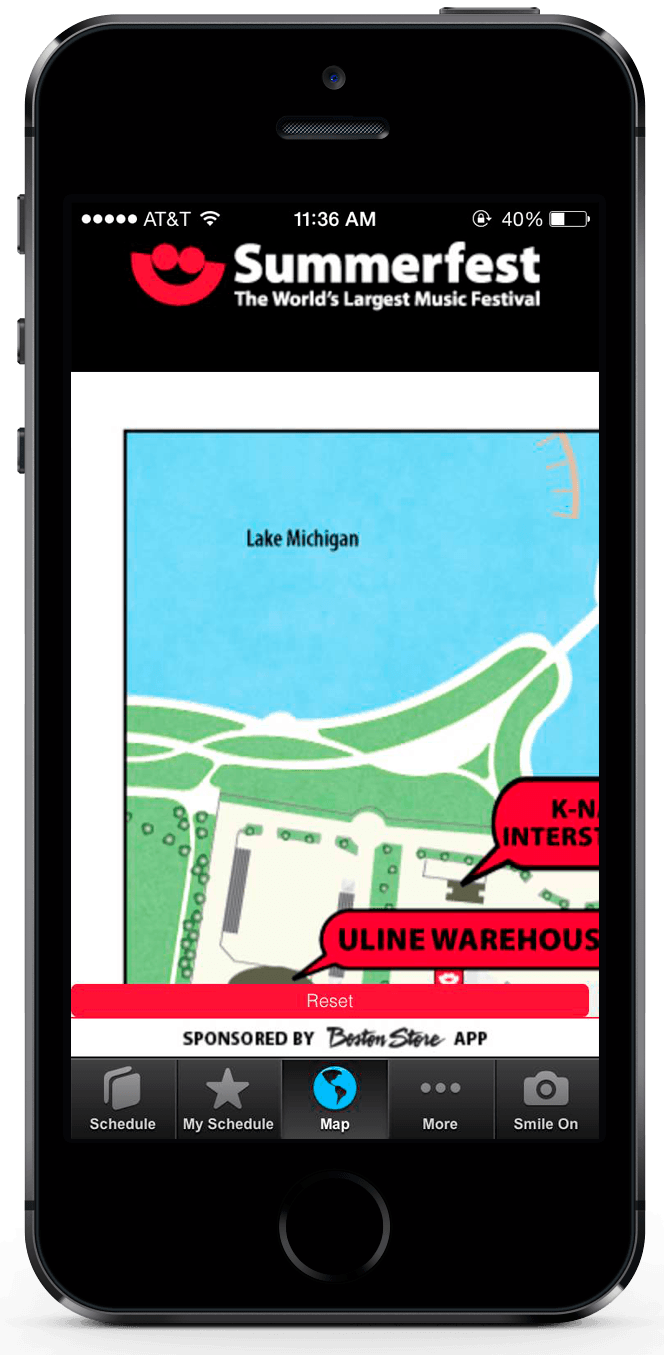 AT&T 11:36 AM 40%
Summerfest
The World's Largest Music Festival
Lake Michigan
K-N
INTERST
ULINE WAREHOUS
Reset
SPONSORED BY Boston Store APP
Schedule My Schedule Map More Smile On